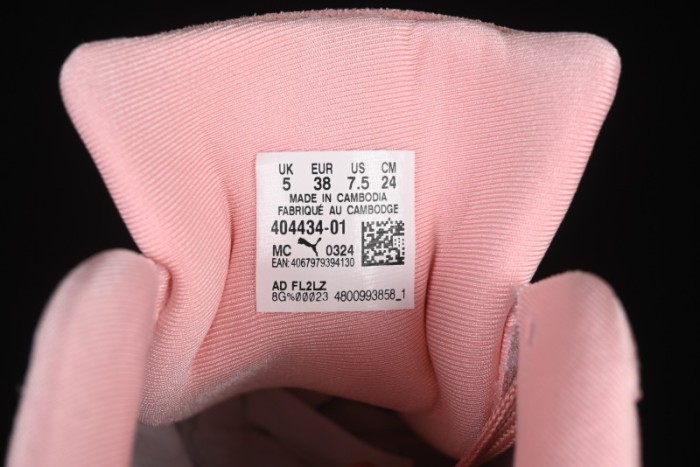 UK EUR US CM
5 38 7.5 24
MADE IN CAMBODIA
FABRIQUÉ AU CAMBODGE
404434-01
MC 0324
EAN:4067979394130
AD FL2LZ
8G%00023 4800993858_1